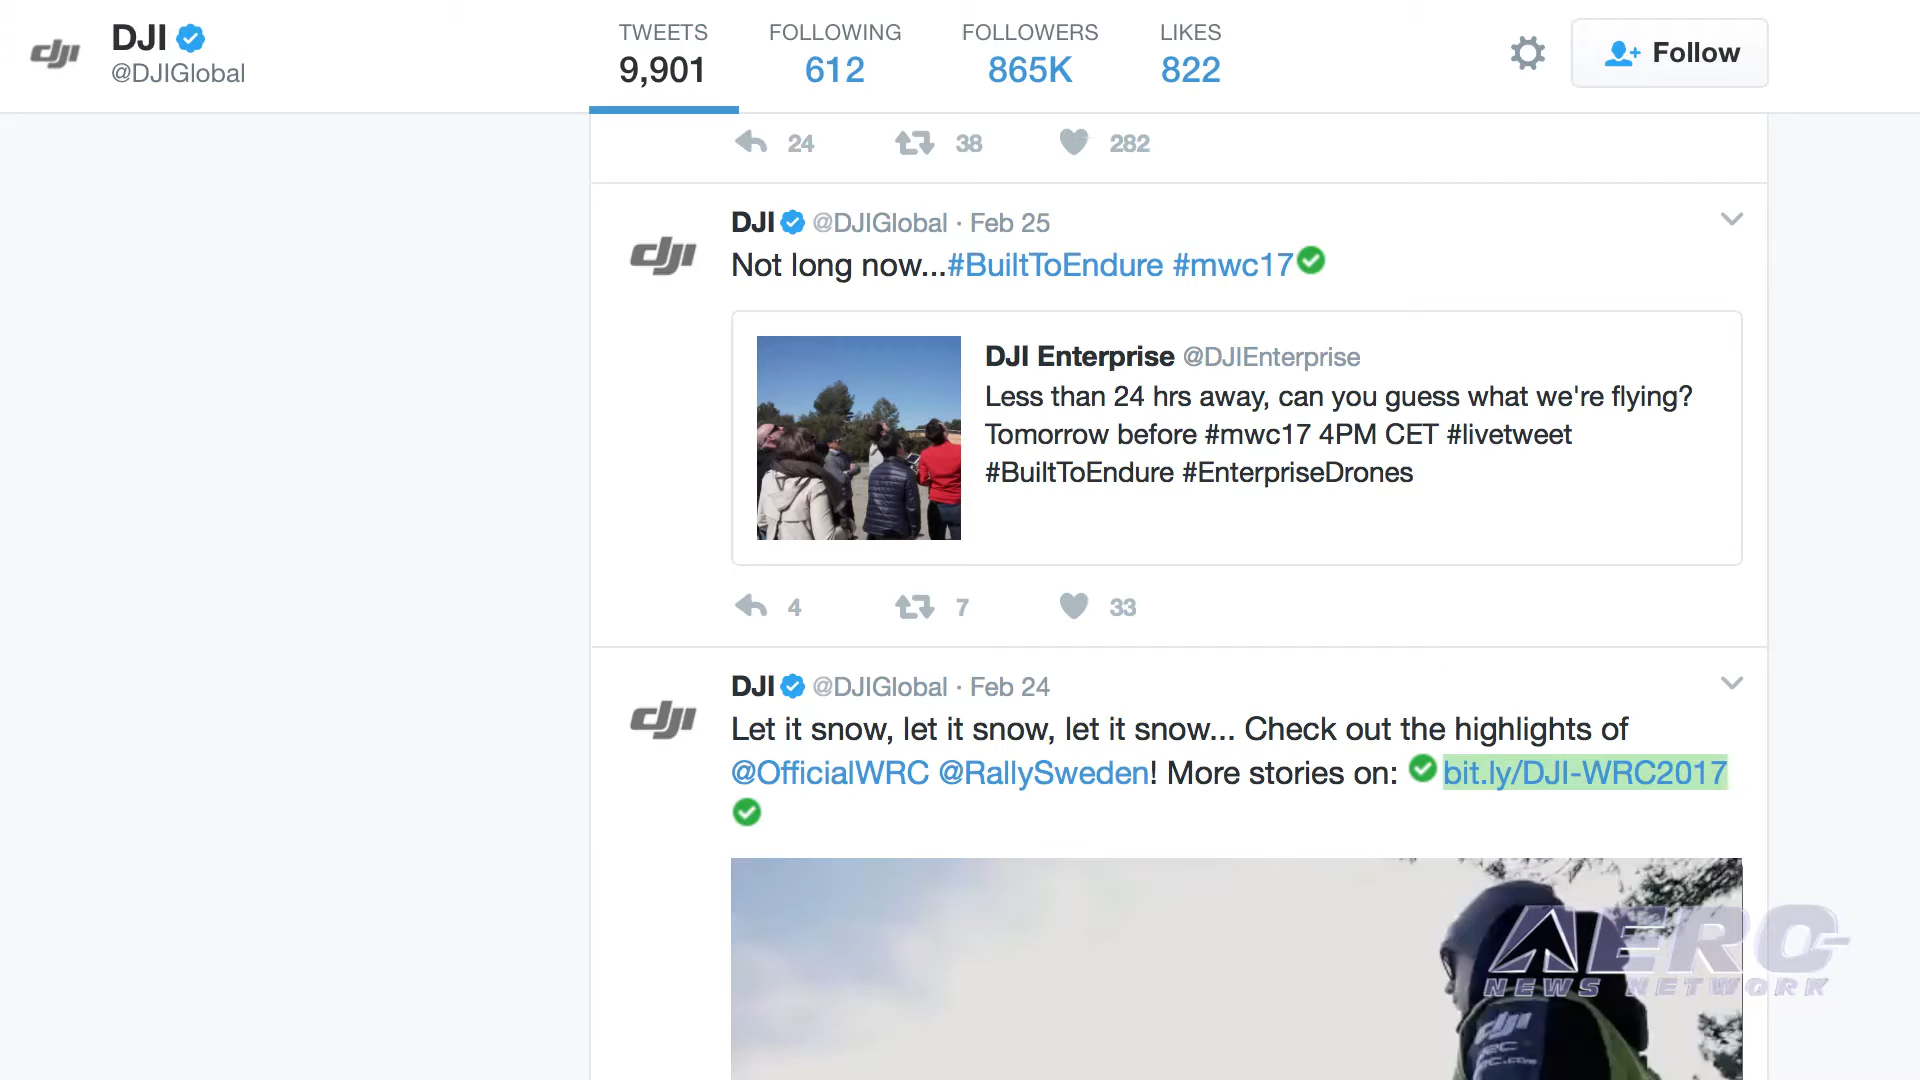 dji
DJI
@DJIGlobal
TWEETS
9,901
FOLLOWING
612
FOLLOWERS
865K
LIKES
822
Follow
24 38 282
dji
DJI @DJIGlobal · Feb 25
Not long now...#BuiltToEndure #mwc17
DJI Enterprise @DJIEnterprise
Less than 24 hrs away, can you guess what we're flying?
Tomorrow before #mwc17 4PM CET #livetweet
#BuiltToEndure #EnterpriseDrones
4 7 33
dji
DJI @DJIGlobal · Feb 24
Let it snow, let it snow, let it snow... Check out the highlights of
@OfficialWRC @RallySweden! More stories on: bit.ly/DJI-WRC2017
AERO-
NEWS NETWORK
dji